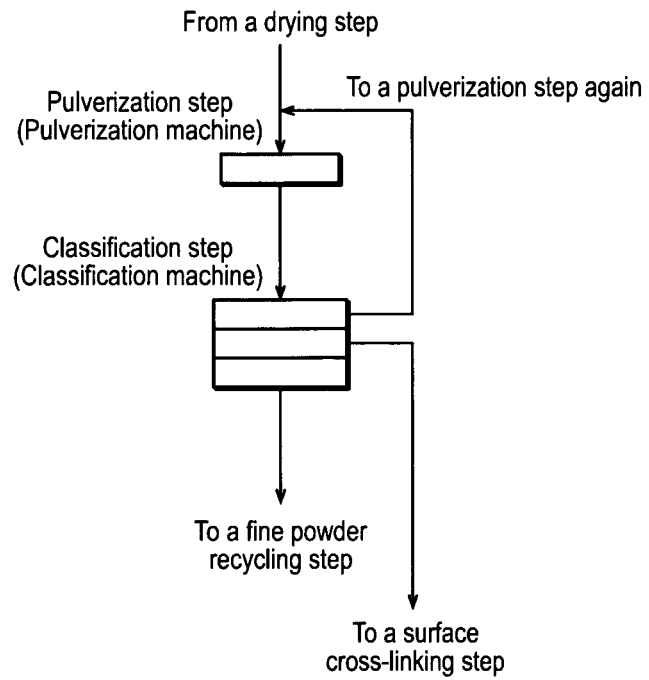 From a drying step
To a pulverization step again
Pulverization step
(Pulverization machine)
Classification step
(Classification machine)
To a fine powder
recycling step
To a surface
cross-linking step